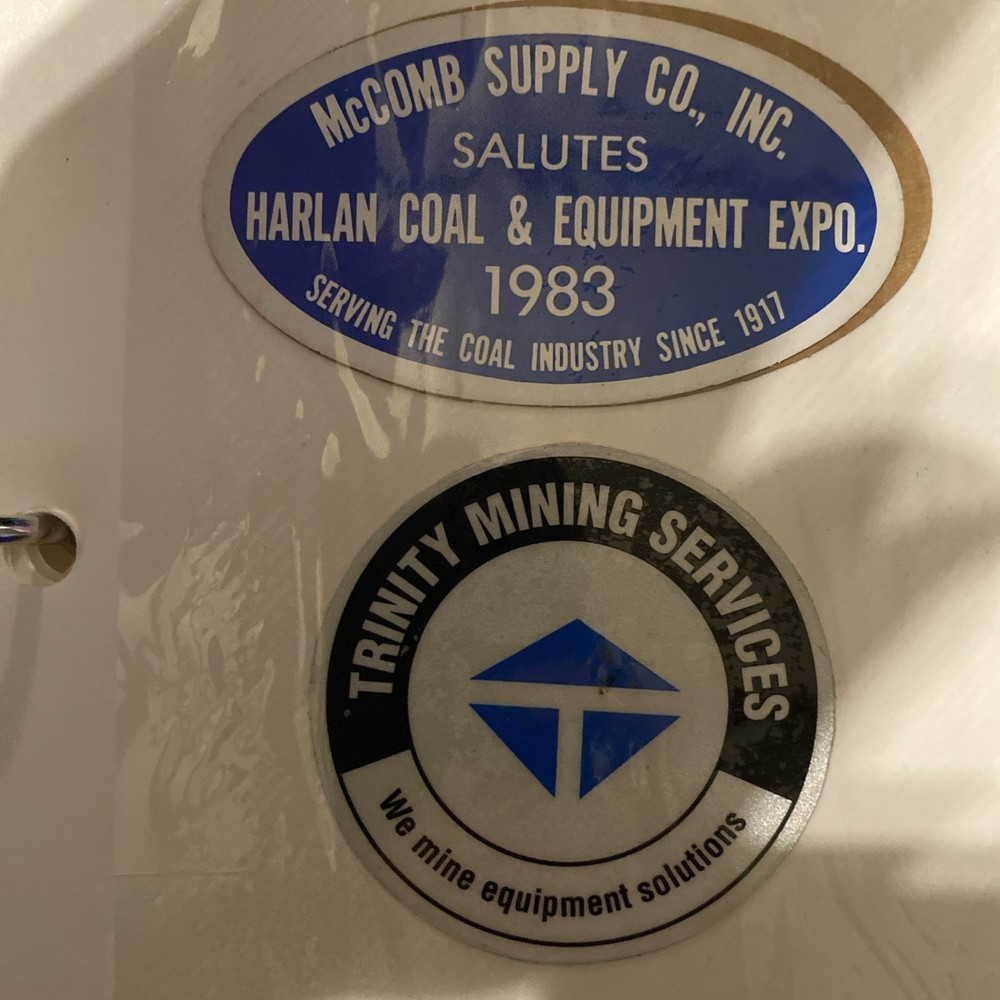 McCOMB SUPPLY CO., INC.
SALUTES
HARLAN COAL & EQUIPMENT EXPO.
1983
SERVING THE COAL INDUSTRY SINCE 1917
TRINITY MINING SERVICES
We mine equipment solutions